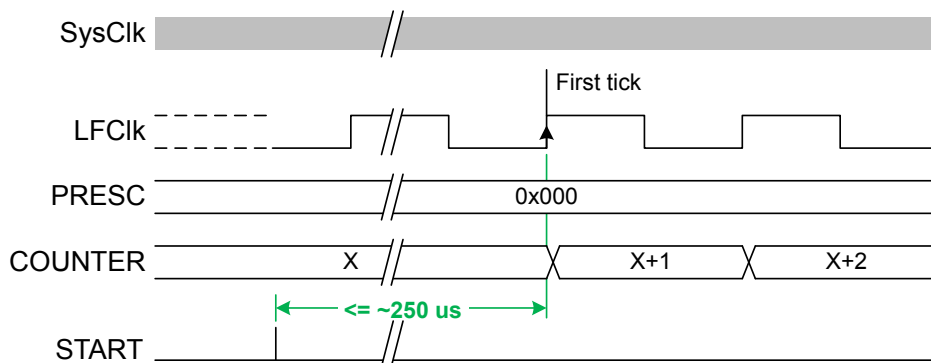 SysClk
First tick
LFClk
PRESC
0x000
COUNTER
X
X+1
X+2
<= ~250 us
START